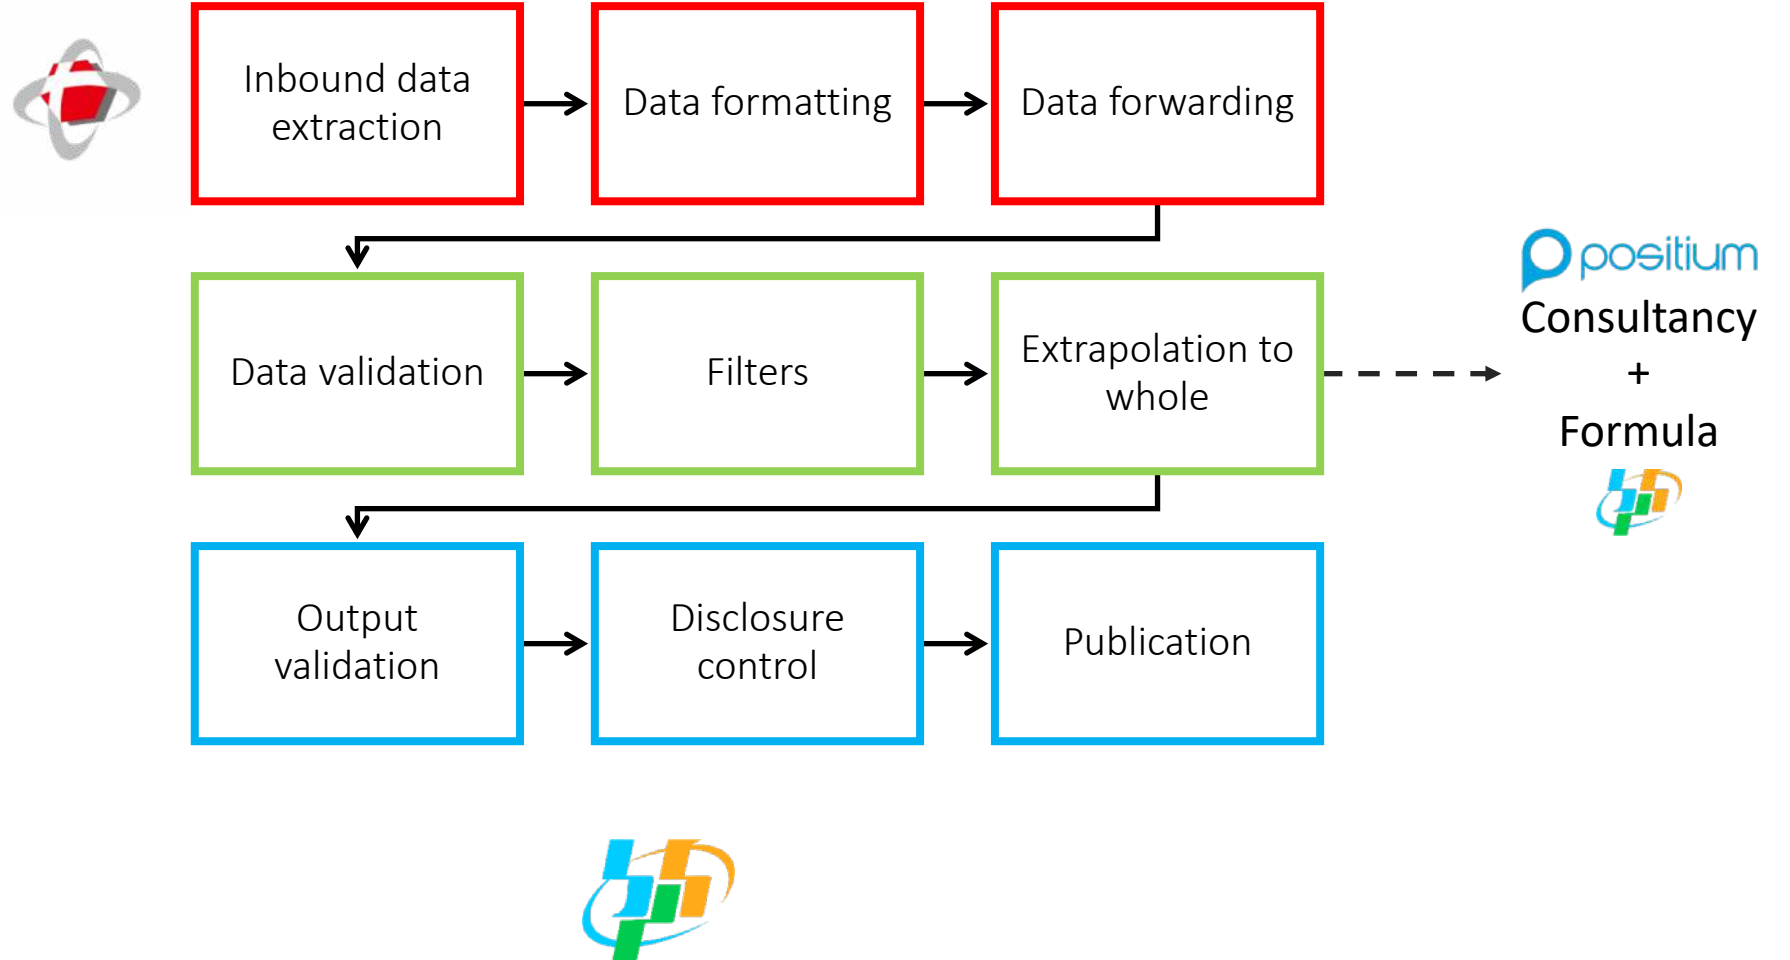 Inbound data
extraction
Data formatting
Data forwarding
Data validation
Filters
Extrapolation to
whole
positium
Consultancy
+
Formula
Output
validation
Disclosure
control
Publication